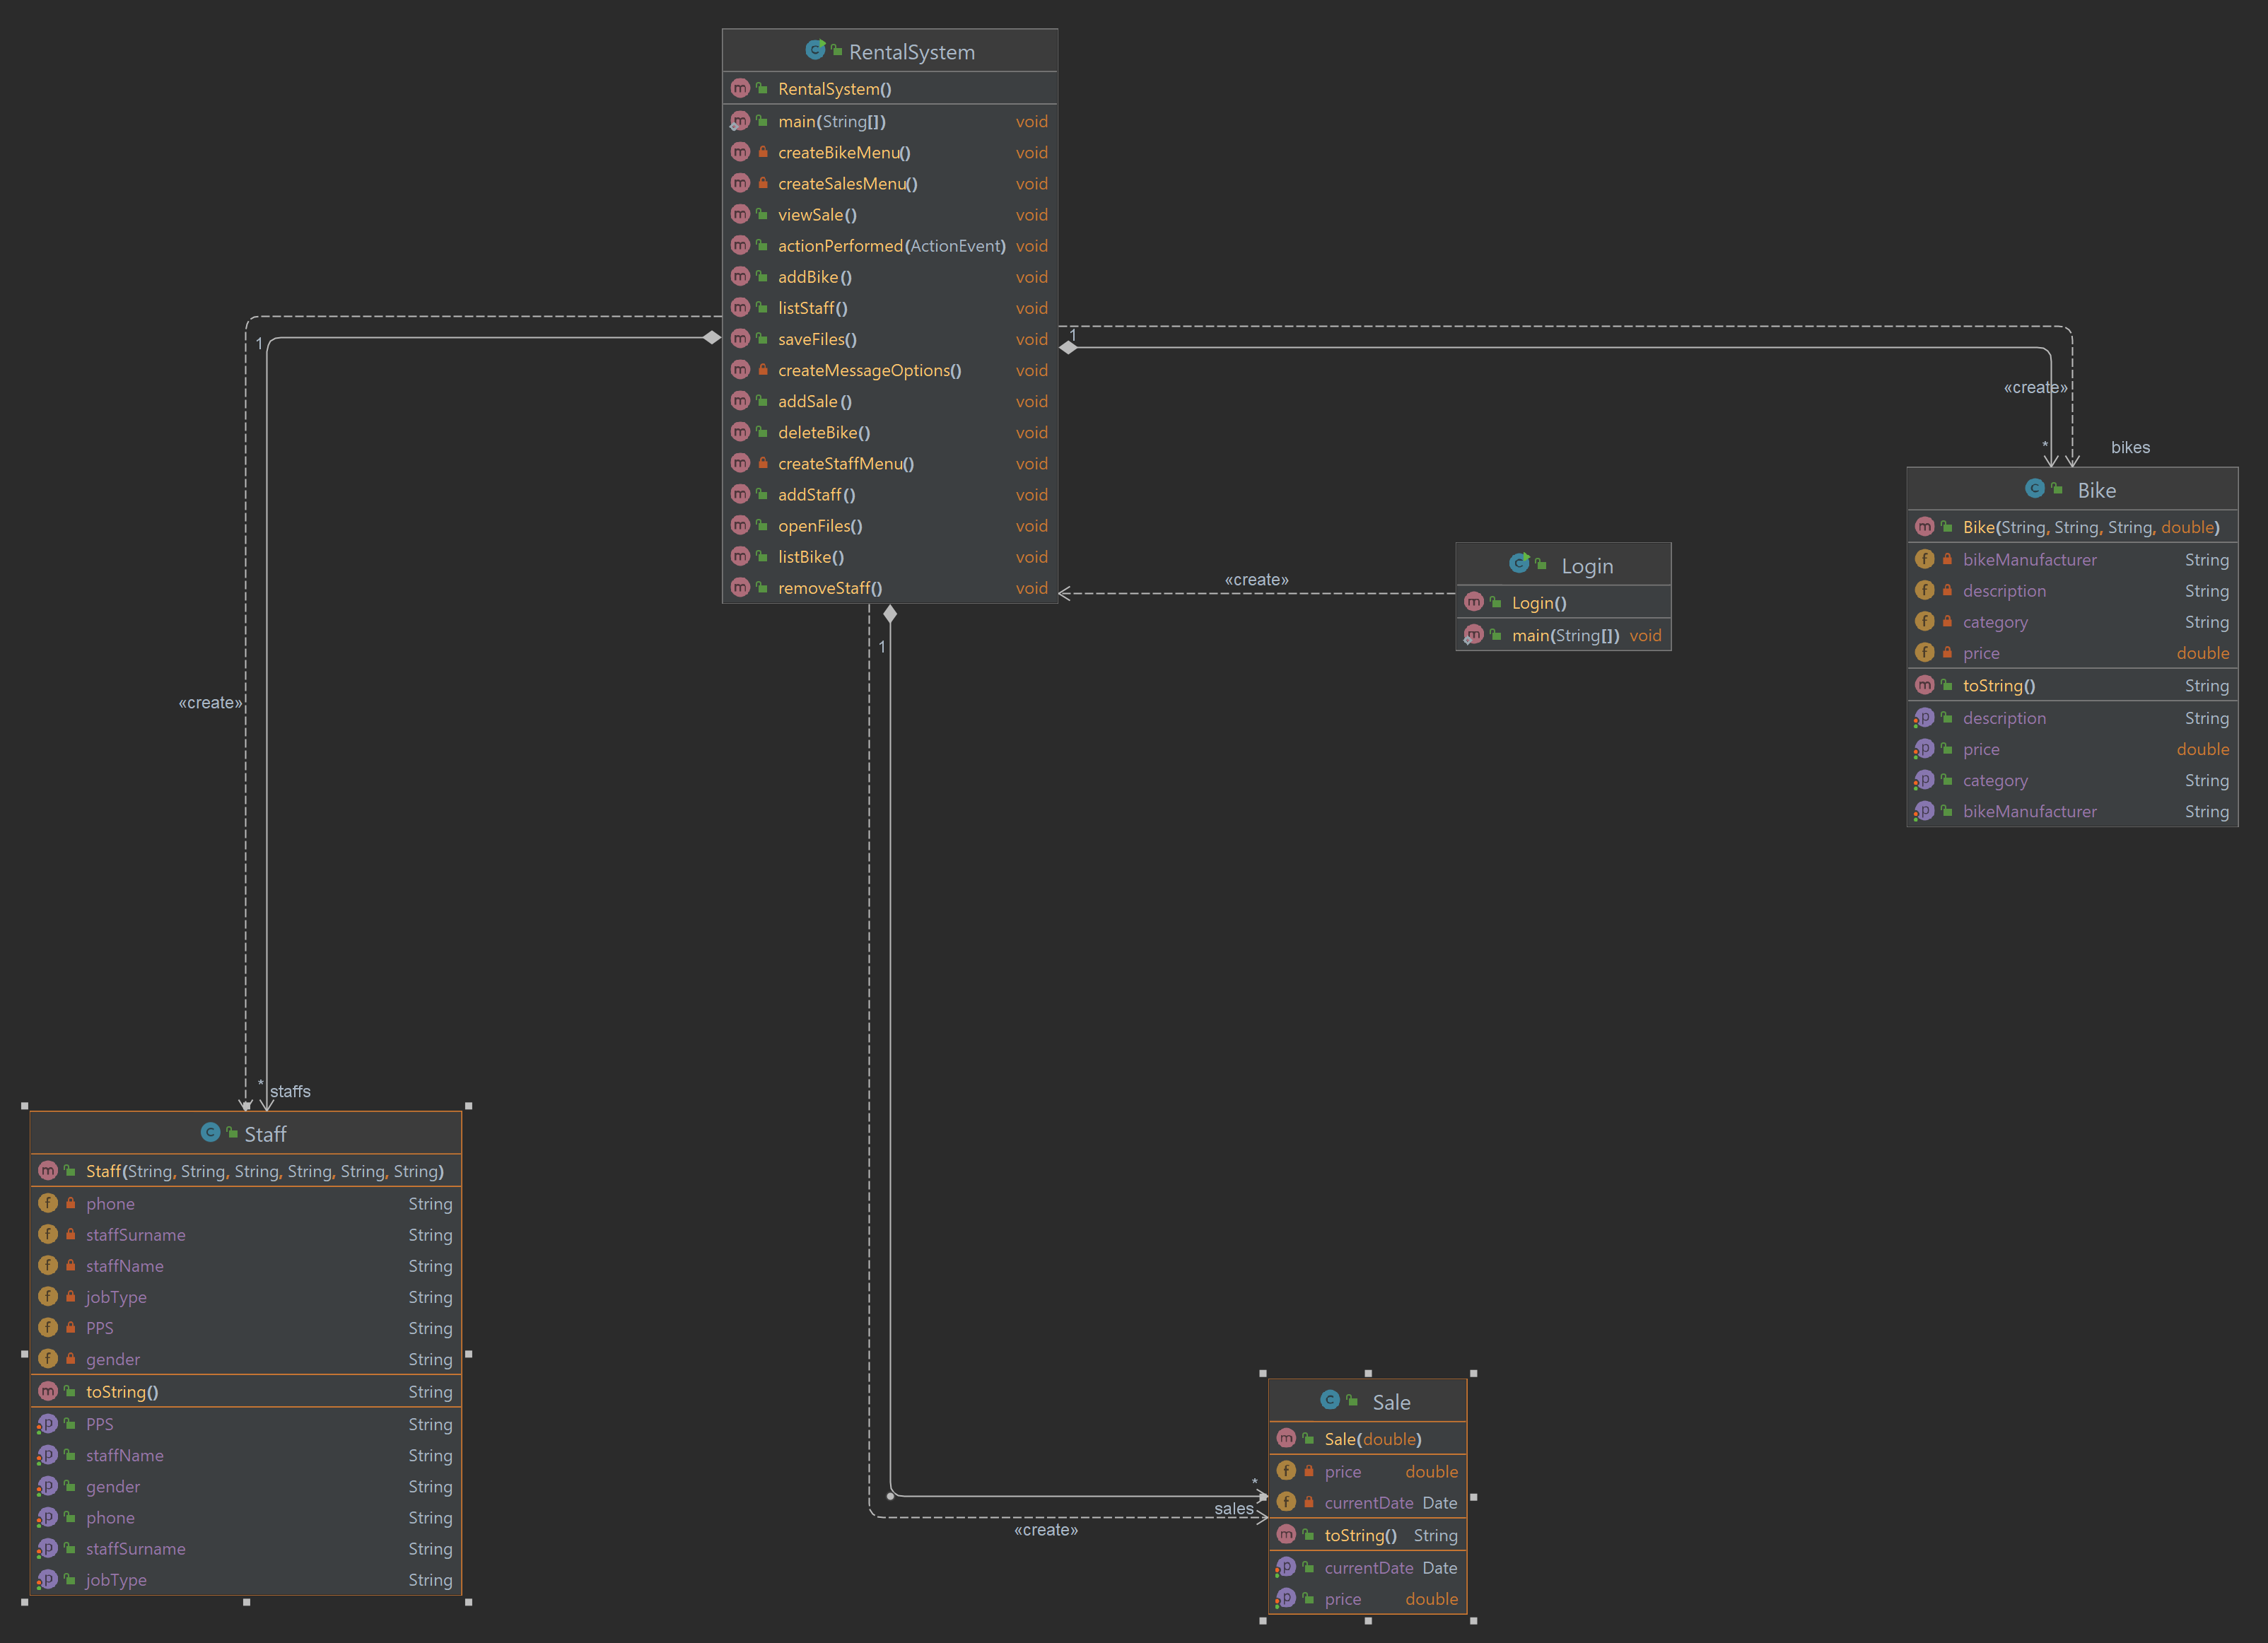 RentalSystem
RentalSystem()
main(String[]) void
createBikeMenu() void
createSalesMenu() void
viewSale() void
actionPerformed(ActionEvent) void
addBike() void
listStaff() void
saveFiles() void
createMessageOptions() void
addSale() void
deleteBike() void
createStaffMenu() void
addStaff() void
openFiles() void
listBike() void
removeStaff() void
1
1
1
«create»
«create»
«create»
«create»
*
bikes
Bike
Bike(String, String, String, double)
bikeManufacturer String
description String
category String
price double
toString() String
description String
price double
category String
bikeManufacturer String
Login
Login()
main(String[]) void
*
staffs
Staff
Staff(String, String, String, String, String, String)
phone String
staffSurname String
staffName String
jobType String
PPS String
gender String
toString() String
PPS String
staffName String
gender String
phone String
staffSurname String
jobType String
*
sales
Sale
Sale(double)
price double
currentDate Date
toString() String
currentDate Date
price double